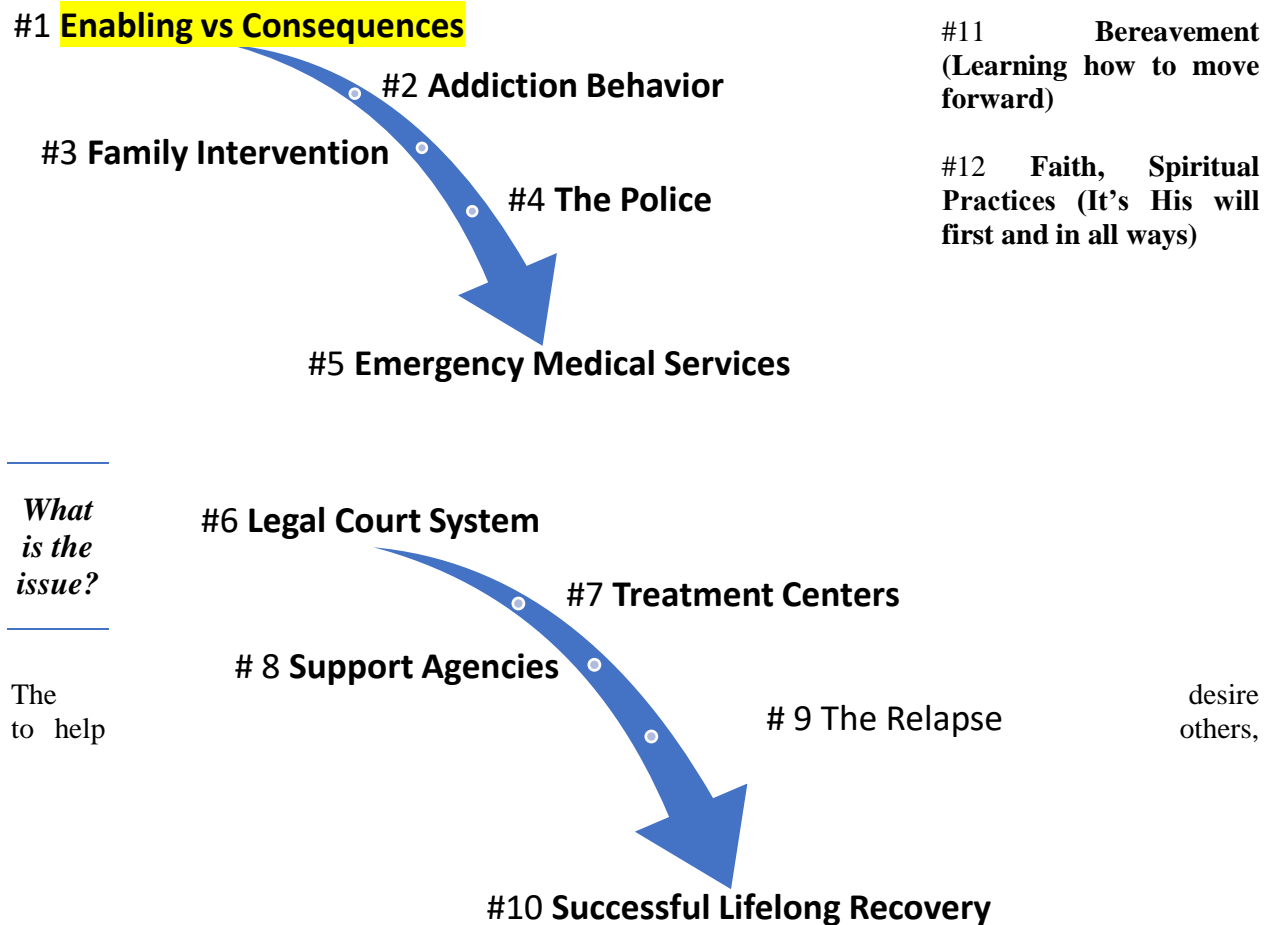 #1 Enabling vs Consequences
#2 Addiction Behavior
#3 Family Intervention
#4 The Police
#5 Emergency Medical Services
#11 Bereavement
(Learning how to move
forward)
#12 Faith, Spiritual
Practices (It’s His will
first and in all ways)
What
is the
issue?
#6 Legal Court System
#7 Treatment Centers
# 8 Support Agencies
# 9 The Relapse
#10 Successful Lifelong Recovery
The desire
to help others,